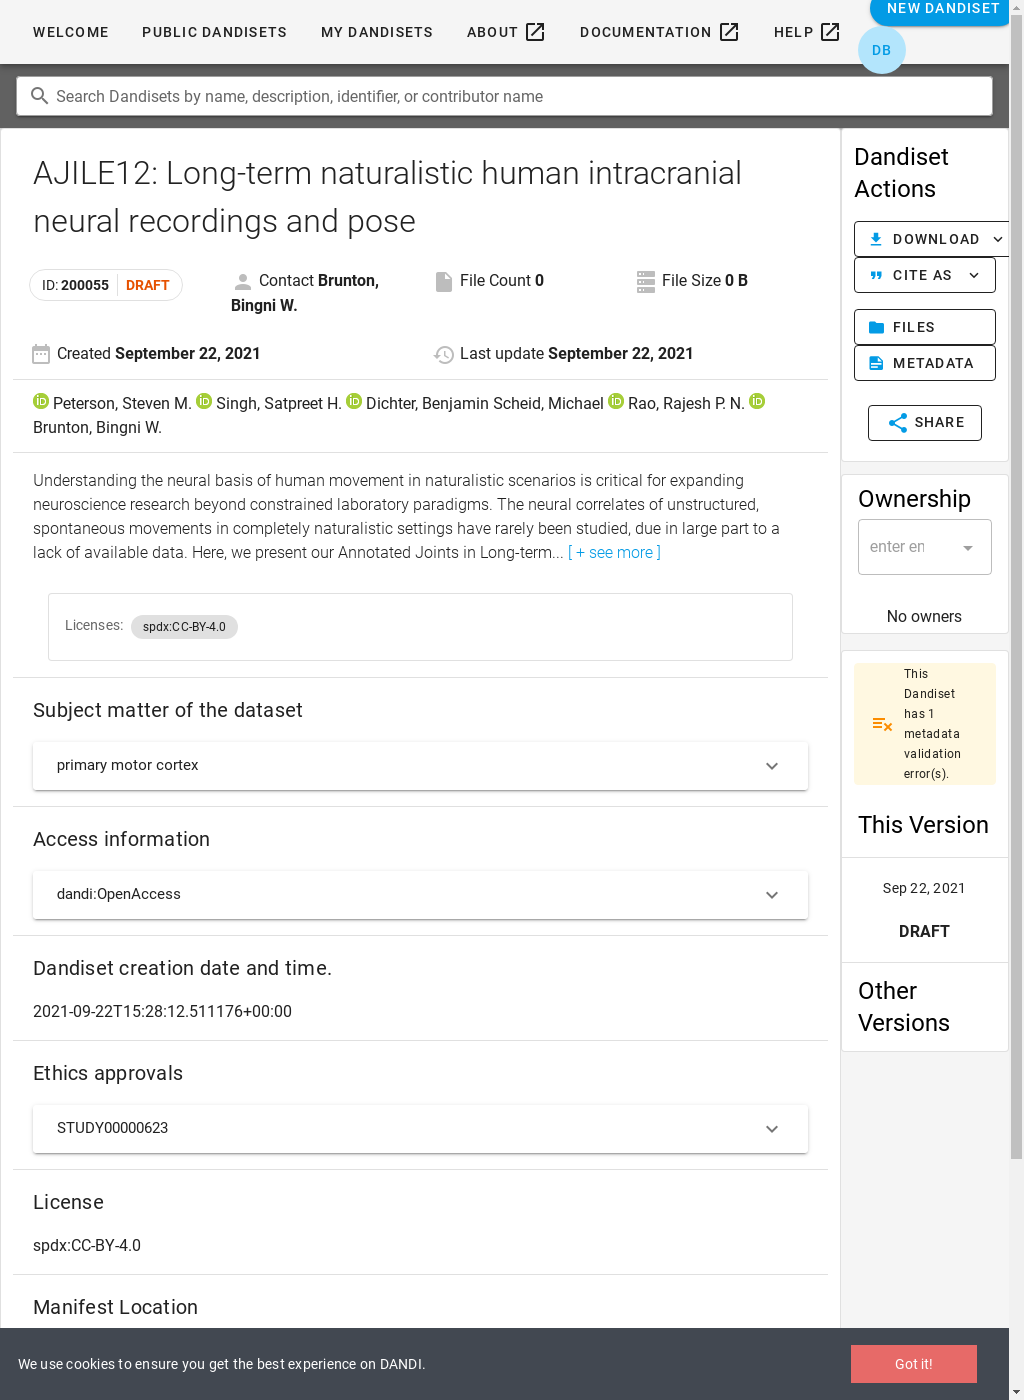 WELCOME PUBLIC DANDISETS MY DANDISETS ABOUT DOCUMENTATION HELP NEW DANDISET
DB
Search Dandisets by name, description, identifier, or contributor name
AJILE12: Long-term naturalistic human intracranial
neural recordings and pose
ID: 200055 DRAFT
Contact Brunton,
Bingni W.
File Count 0
File Size 0 B
Created September 22, 2021
Last update September 22, 2021
Peterson, Steven M. Singh, Satpreet H. Dichter, Benjamin Scheid, Michael Rao, Rajesh P. N.
Brunton, Bingni W.
Understanding the neural basis of human movement in naturalistic scenarios is critical for expanding
neuroscience research beyond constrained laboratory paradigms. The neural correlates of unstructured,
spontaneous movements in completely naturalistic settings have rarely been studied, due in large part to a
lack of available data. Here, we present our Annotated Joints in Long-term... [ + see more ]
Licenses: spdx:CC-BY-4.0
Subject matter of the dataset
primary motor cortex
Access information
dandi:OpenAccess
Dandiset creation date and time.
2021-09-22T15:28:12.511176+00:00
Ethics approvals
STUDY00000623
License
spdx:CC-BY-4.0
Manifest Location
Dandiset
Actions
DOWNLOAD
CITE AS
FILES
METADATA
SHARE
Ownership
enter en
No owners
This
Dandiset
has 1
metadata
validation
error(s).
This Version
Sep 22, 2021
DRAFT
Other
Versions
We use cookies to ensure you get the best experience on DANDI.
Got it!